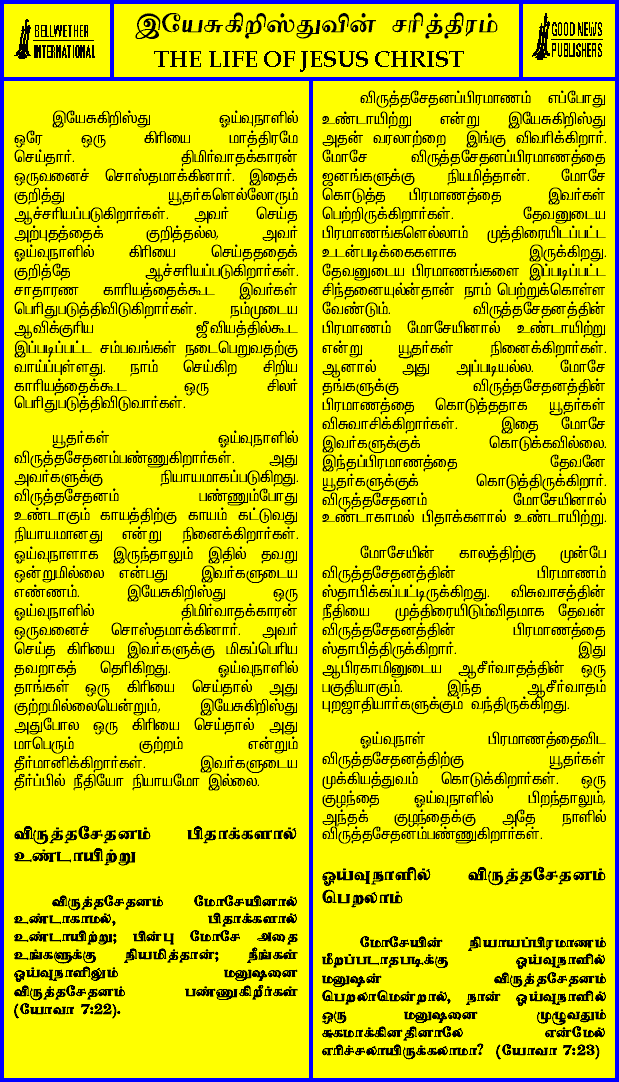 BELLWETHER
INTERNATIONAL
இயேசுகிறிஸ்துவின் சரித்திரம்
THE LIFE OF JESUS CHRIST
GOOD NEWS
PUBLISHERS
இயேசுகிறிஸ்து ஓய்வுநாளில்
ஒரே ஒரு கிரியை மாத்திரமே
செய்தார். திமிர்வாதக்காரன்
ஒருவனைச் சொஸ்தமாக்கினார். இதைக்
குறித்து யூதர்களெல்லோரும்
ஆச்சரியப்படுகிறார்கள். அவர் செய்த
அற்புதத்தைக் குறித்தல்ல, அவர்
ஓய்வுநாளில் கிரியை செய்தததைக்
குறித்தே ஆச்சரியப்படுகிறார்கள்.
சாதாரண காரியத்தைக்கூட இவர்கள்
பெரிதுபடுத்திவிடுகிறார்கள். நம்முடைய
ஆவிக்குரிய ஜீவியத்தில்கூட
இப்படிப்பட்ட சம்பவங்கள் நடைபெறுவதற்கு
வாய்ப்புள்ளது. நாம் செய்கிற சிறிய
காரியத்தைக்கூட ஒரு சிலர்
பெரிதுபடுத்திவிடுவார்கள்.
யூதர்கள் ஓய்வுநாளில்
விருத்தசேதனம்பண்ணுகிறார்கள். அது
அவர்களுக்கு நியாயமாகப்படுகிறது.
விருத்தசேதனம் பண்ணும்போது
உண்டாகும் காயத்திற்கு காயம் கட்டுவது
நியாயமானது என்று நினைக்கிறார்கள்.
ஓய்வுநாளாக இருந்தாலும் இதில் தவறு
ஒன்றுமில்லை என்பது இவர்களுடைய
எண்ணம். இயேசுகிறிஸ்து ஒரு
ஓய்வுநாளில் திமிர்வாதக்காரன்
ஒருவனைச் சொஸ்தமாக்கினார். அவர்
செய்த கிரியை இவர்களுக்கு மிகப்பெரிய
தவறாகத் தெரிகிறது. ஓய்வுநாளில்
தாங்கள் ஒரு கிரியை செய்தால் அது
குற்றமில்லையென்றும், இயேசுகிறிஸ்து
அதுபோல ஒரு கிரியை செய்தால் அது
மாபெரும் குற்றம் என்றும்
தீர்மானிக்கிறார்கள். இவர்களுடைய
தீர்ப்பில் நீதியோ நியாயமோ இல்லை.
விருத்தசேதனம் பிதாக்களால்
உண்டாயிற்று
விருத்தசேதனம் மோசேயினால்
உண்டாகாமல், பிதாக்களால்
உண்டாயிற்று; பின்பு மோசே அதை
உங்களுக்கு நியமித்தான்; நீங்கள்
ஓய்வுநாளிலும் மனுஷனை
விருத்தசேதனம் பண்ணுகிறீர்கள்
(யோவா 7:22).
விருத்தசேதனப்பிரமாணம் எப்போது
உண்டாயிற்று என்று இயேசுகிறிஸ்து
அதன் வரலாற்றை இங்கு விவரிக்கிறார்.
மோசே விருத்தசேதனப்பிரமாணத்தை
ஜனங்களுக்கு நியமித்தான். மோசே
கொடுத்த பிரமாணத்தை இவர்கள்
பெற்றிருக்கிறார்கள். தேவனுடைய
பிரமாணங்களெல்லாம் முத்திரையிடப்பட்ட
உடன்படிக்கைகளாக இருக்கிறது.
தேவனுடைய பிரமாணங்களை இப்படிப்பட்ட
சிந்தனையுல்ன்தான் நாம் பெற்றுக்கொள்ள
வேண்டும். விருத்தசேதனத்தின்
பிரமாணம் மோசேயினால் உண்டாயிற்று
என்று யூதர்கள் நினைக்கிறார்கள்.
ஆனால் அது அப்படியல்ல. மோசே
தங்களுக்கு விருத்தசேதனத்தின்
பிரமாணத்தை கொடுத்ததாக யூதர்கள்
விசுவாசிக்கிறார்கள். இதை மோசே
இவர்களுக்குக் கொடுக்கவில்லை.
இந்தப்பிரமாணத்தை தேவனே
யூதர்களுக்குக் கொடுத்திருக்கிறார்.
விருத்தசேதனம் மோசேயினால்
உண்டாகாமல் பிதாக்களால் உண்டாயிற்று.
மோசேயின் காலத்திற்கு முன்பே
விருத்தசேதனத்தின் பிரமாணம்
ஸ்தாபிக்கப்பட்டிருக்கிறது. விசுவாசத்தின்
நீதியை முத்திரையிடும்விதமாக தேவன்
விருத்தசேதனத்தின் பிரமாணத்தை
ஸ்தாபித்திருக்கிறார். இது
ஆபிரகாமினுடைய ஆசீர்வாதத்தின் ஒரு
பகுதியாகும். இந்த ஆசீர்வாதம்
புறஜாதியார்களுக்கும் வந்திருக்கிறது.
ஓய்வுநாள் பிரமாணத்தைவிட
விருத்தசேதனத்திற்கு யூதர்கள்
முக்கியத்துவம் கொடுக்கிறார்கள். ஒரு
குழந்தை ஓய்வுநாளில் பிறந்தாலும்,
அந்தக் குழந்தைக்கு அதே நாளில்
விருத்தசேதனம்பண்ணுகிறார்கள்.
ஓய்வுநாளில் விருத்தசேதனம்
பெறலாம்
மோசேயின் நியாயப்பிரமாணம்
மீறப்படாதபடிக்கு ஓய்வுநாளில்
மனுஷன் விருத்தசேதனம்
பெறலாமென்றால், நான் ஓய்வுநாளில்
ஒரு மனுஷனை முழுவதும்
சுகமாக்கினதினாலே என்மேல்
எரிச்சலாயிருக்கலாமா? (யோவா 7:23)